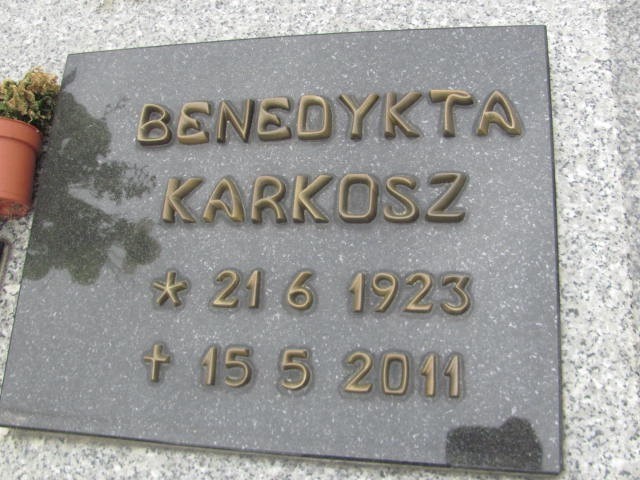 BENEDYKTA
KARKOSZ
* 21 6 1923
✝ 15 5 2011